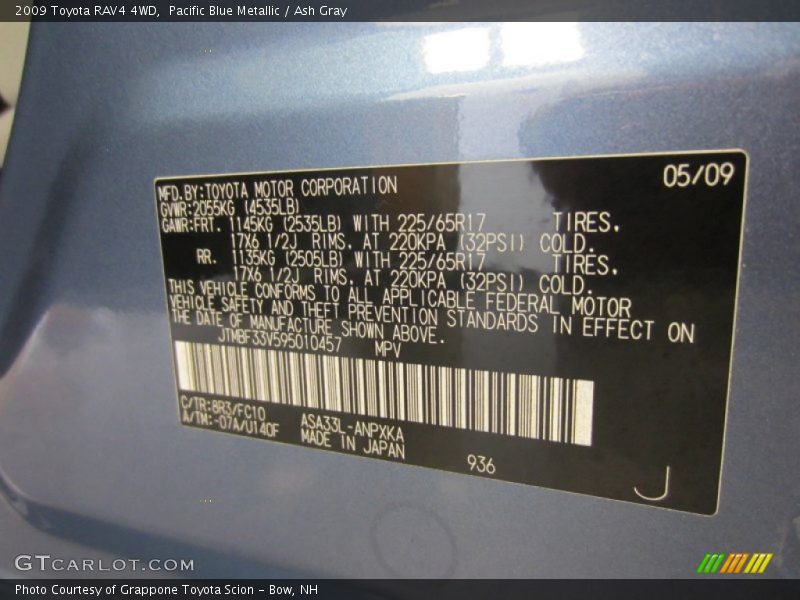 2009 Toyota RAV4 4WD,  Pacific Blue Metallic / Ash Gray
05/09
MFD.BY:TOYOTA MOTOR CORPORATION
GVWR:2055KG (4535LB)
GAWR:FRT. 1145KG (2535LB) WITH 225/65R17 TIRES.
17X6 1/2J RIMS. AT 220KPA (32PSI) COLD.
RR. 1135KG (2505LB) WITH 225/65R17 TIRES.
17X6 1/2J RIMS. AT 220KPA (32PSI) COLD.
THIS VEHICLE CONFORMS TO ALL APPLICABLE FEDERAL MOTOR
VEHICLE SAFETY AND THEFT PREVENTION STANDARDS IN EFFECT ON
THE DATE OF MANUFACTURE SHOWN ABOVE.
JTMBF33V595010457 MPV
C/TR:8R3/FC10 ASA33L-ANPXKA
A/TM:-07A/U140F MADE IN JAPAN
936
J
GTCARLOT.COM
Photo Courtesy of Grappone Toyota Scion - Bow, NH